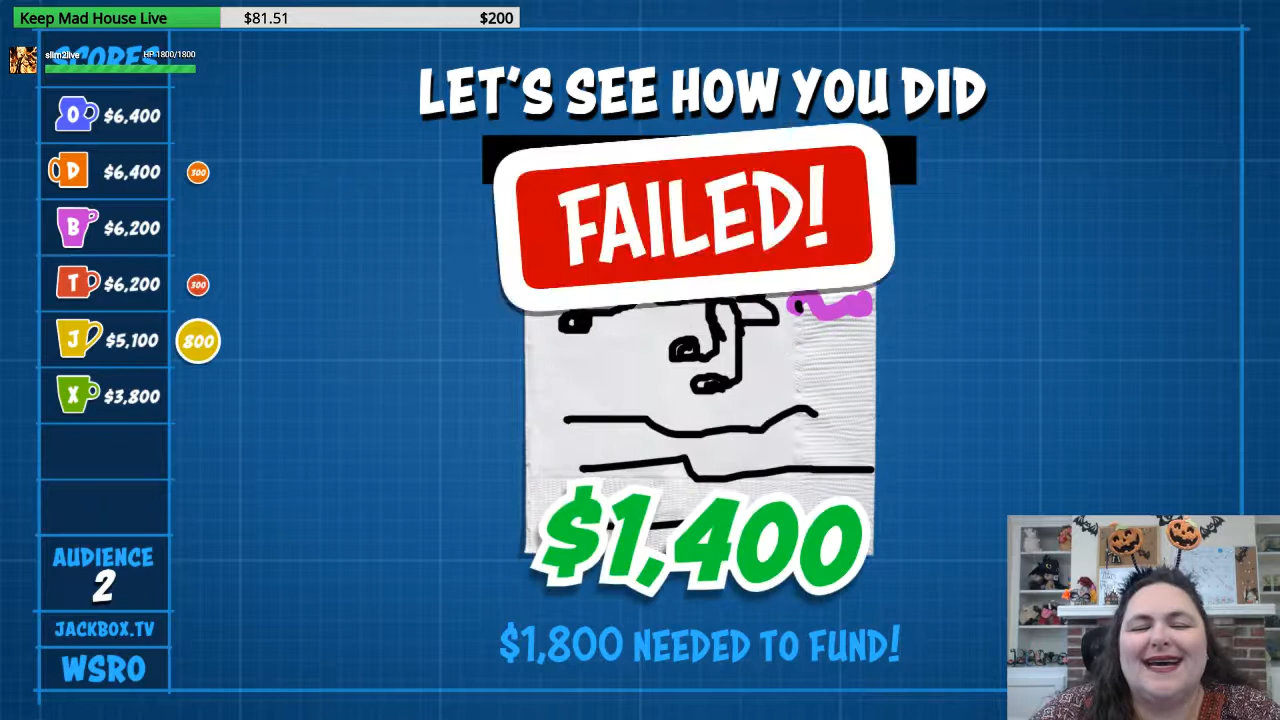 Keep Mad House Live $81.51 $200
slim2live HP 1800/1800
SCORES
O $6,400
D $6,400 300
B $6,200
T $6,200 300
J $5,100 800
X $3,800
AUDIENCE
2
JACKBOX.TV
WSRO
LET'S SEE HOW YOU DID
FAILED!
$1,400
$1,800 NEEDED TO FUND!